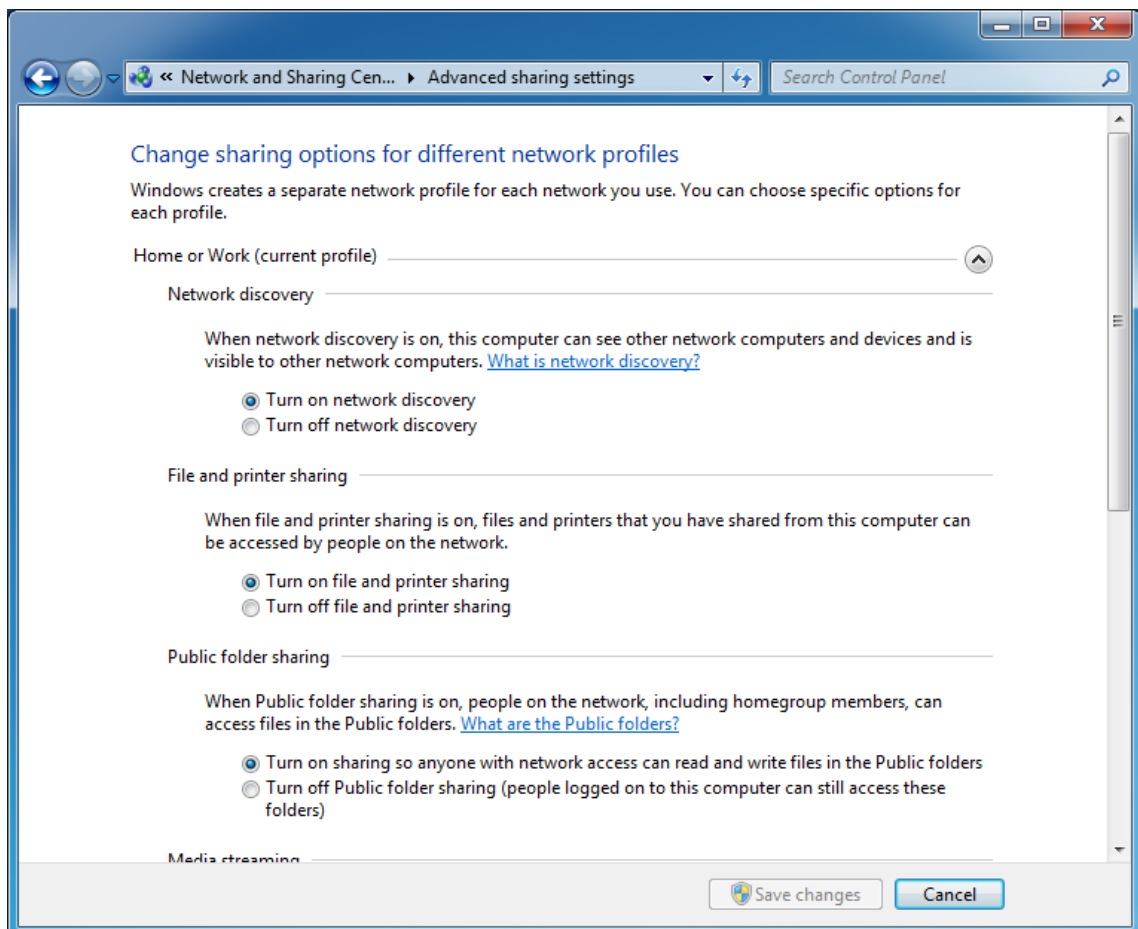 « Network and Sharing Cen... ▸ Advanced sharing settings
Search Control Panel
Change sharing options for different network profiles
Windows creates a separate network profile for each network you use. You can choose specific options for
each profile.
Home or Work (current profile)
Network discovery
When network discovery is on, this computer can see other network computers and devices and is
visible to other network computers. What is network discovery?
Turn on network discovery
Turn off network discovery
File and printer sharing
When file and printer sharing is on, files and printers that you have shared from this computer can
be accessed by people on the network.
Turn on file and printer sharing
Turn off file and printer sharing
Public folder sharing
When Public folder sharing is on, people on the network, including homegroup members, can
access files in the Public folders. What are the Public folders?
Turn on sharing so anyone with network access can read and write files in the Public folders
Turn off Public folder sharing (people logged on to this computer can still access these
folders)
Media streaming
Save changes
Cancel